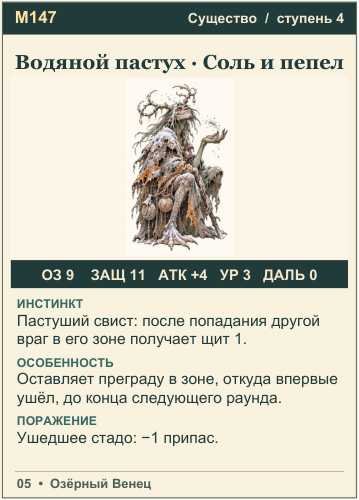 М147
Существо / ступень 4
Водяной пастух · Соль и пепел
ОЗ 9 ЗАЩ 11 АТК +4 УР 3 ДАЛЬ 0
ИНСТИНКТ
Пастуший свист: после попадания другой
враг в его зоне получает щит 1.
ОСОБЕННОСТЬ
Оставляет преграду в зоне, откуда впервые
ушёл, до конца следующего раунда.
ПОРАЖЕНИЕ
Ушедшее стадо: −1 припас.
05 • Озёрный Венец